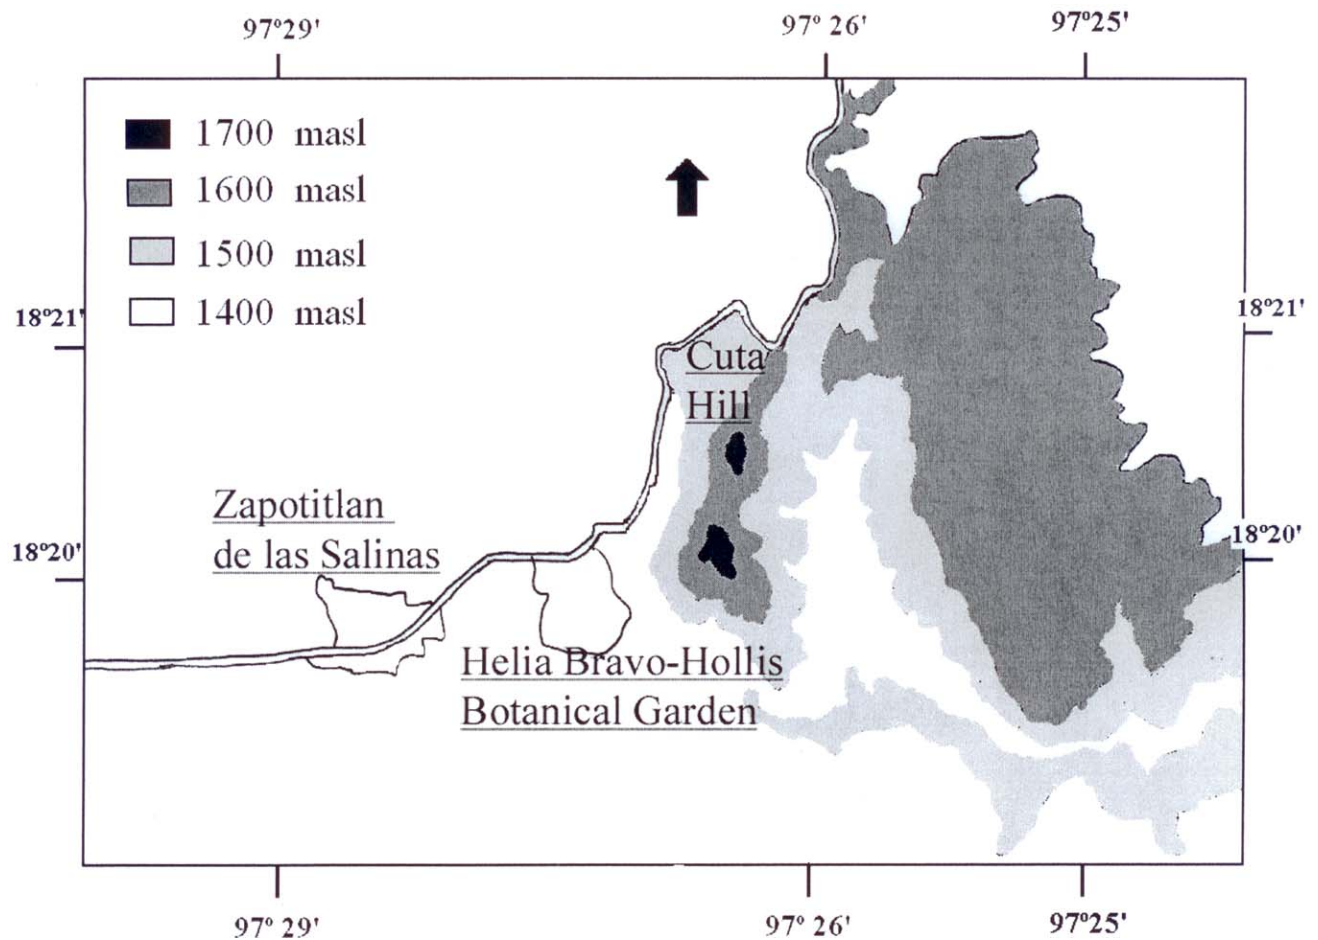 97º29' 97º 26' 97º25'
1700 masl
1600 masl
1500 masl
1400 masl
18º21' 18º21'
Cuta
Hill
Zapotitlan
de las Salinas
18º20' 18º20'
Helia Bravo-Hollis
Botanical Garden
97º 29' 97º 26' 97º25'